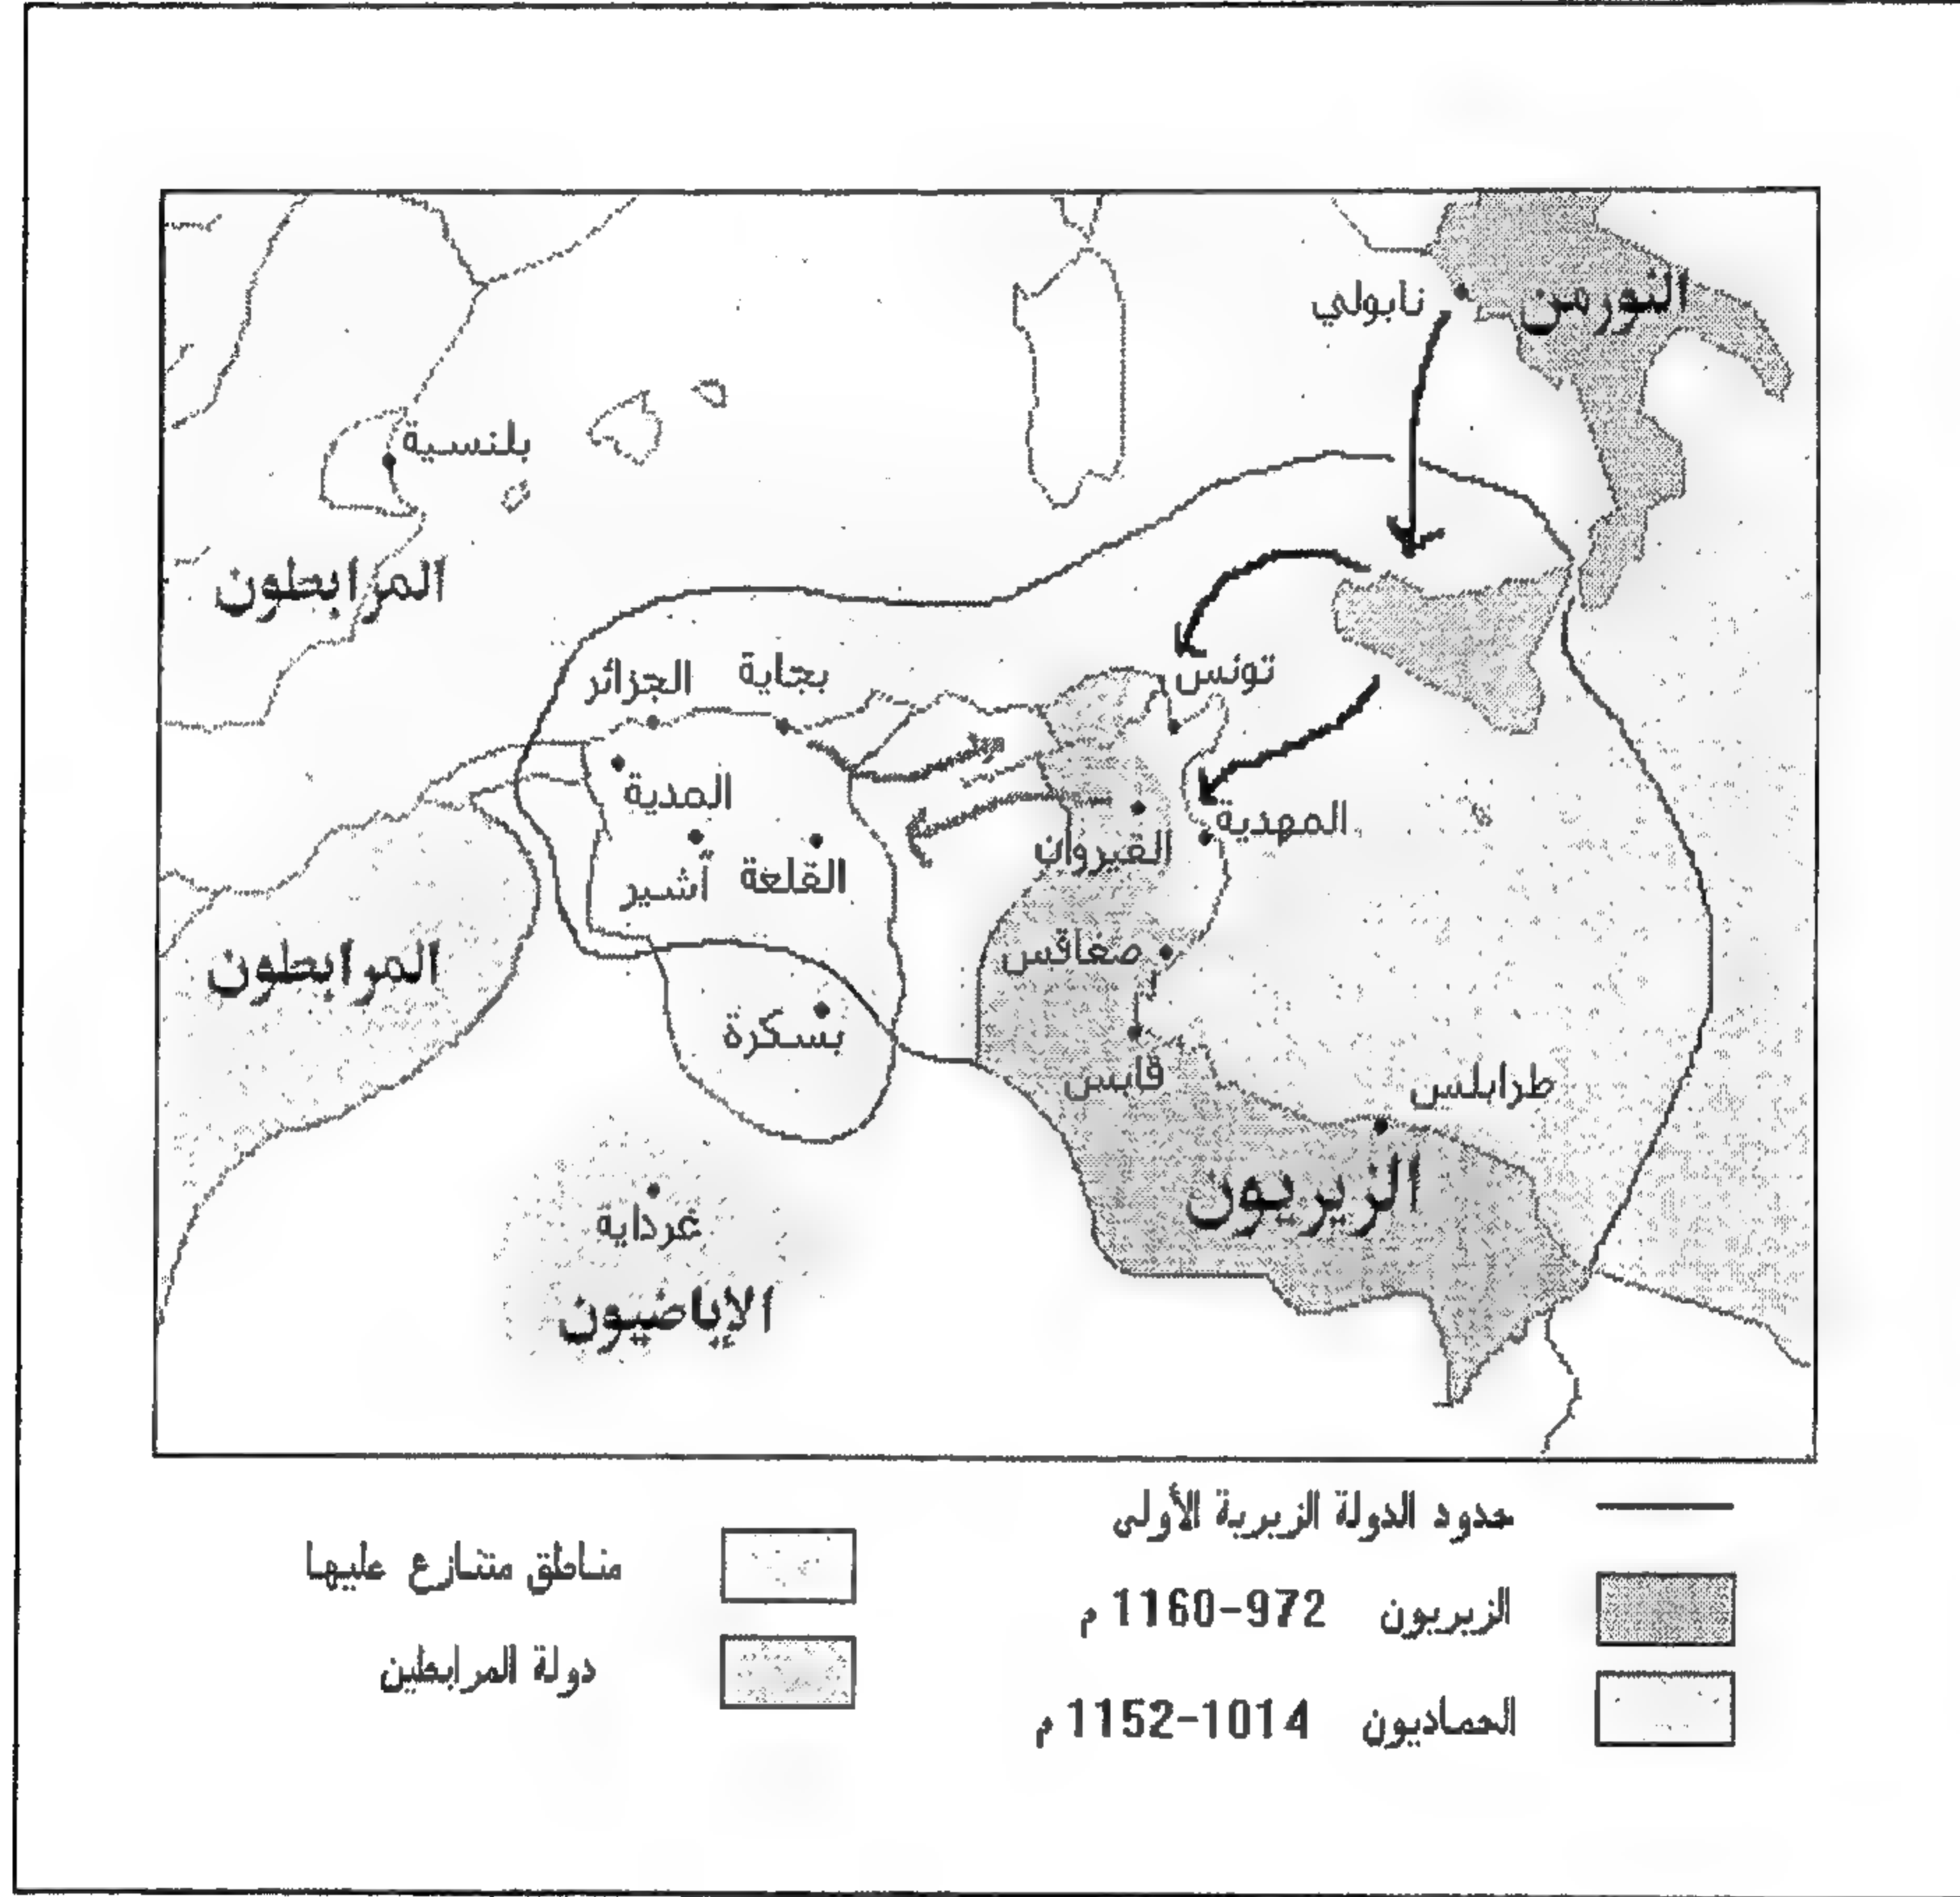 النورمن
نابولي
بلنسية
المرابطون
تونس
بجاية
الجزائر
المدية
المهدية
القيروان
القلعة
أشير
صفاقس
المرابطون
بسكرة
قابس
طرابلس
الزيريون
غرداية
الإباضيون
حدود الدولة الزيرية الأولى
الزيريون 972-1160 م
الحماديون 1014-1152 م
مناطق متنازع عليها
دولة المرابطين